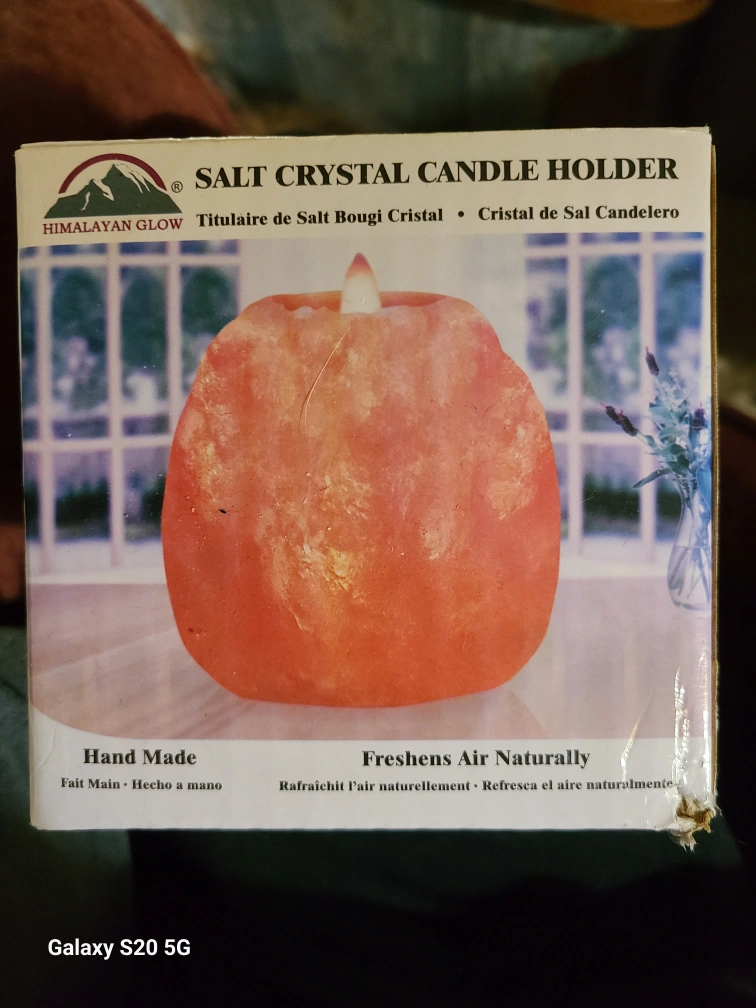 SALT CRYSTAL CANDLE HOLDER
®
HIMALAYAN GLOW
Titulaire de Salt Bougi Cristal • Cristal de Sal Candelero
Hand Made
Fait Main · Hecho a mano
Freshens Air Naturally
Rafraîchit l'air naturellement · Refresca el aire naturalmente
Galaxy S20 5G